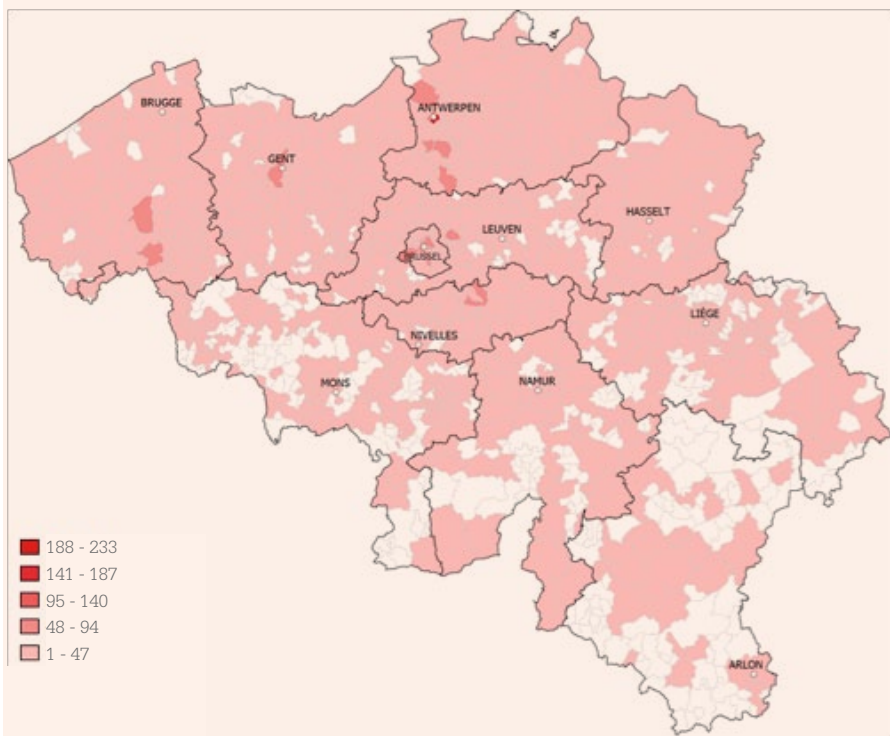 BRUGGE
ANTWERPEN
GENT
HASSELT
LEUVEN
BRUSSEL
LIÉGE
NIVELLES
MONS
NAMUR
188 - 233
141 - 187
95 - 140
48 - 94
1 - 47
ARLON